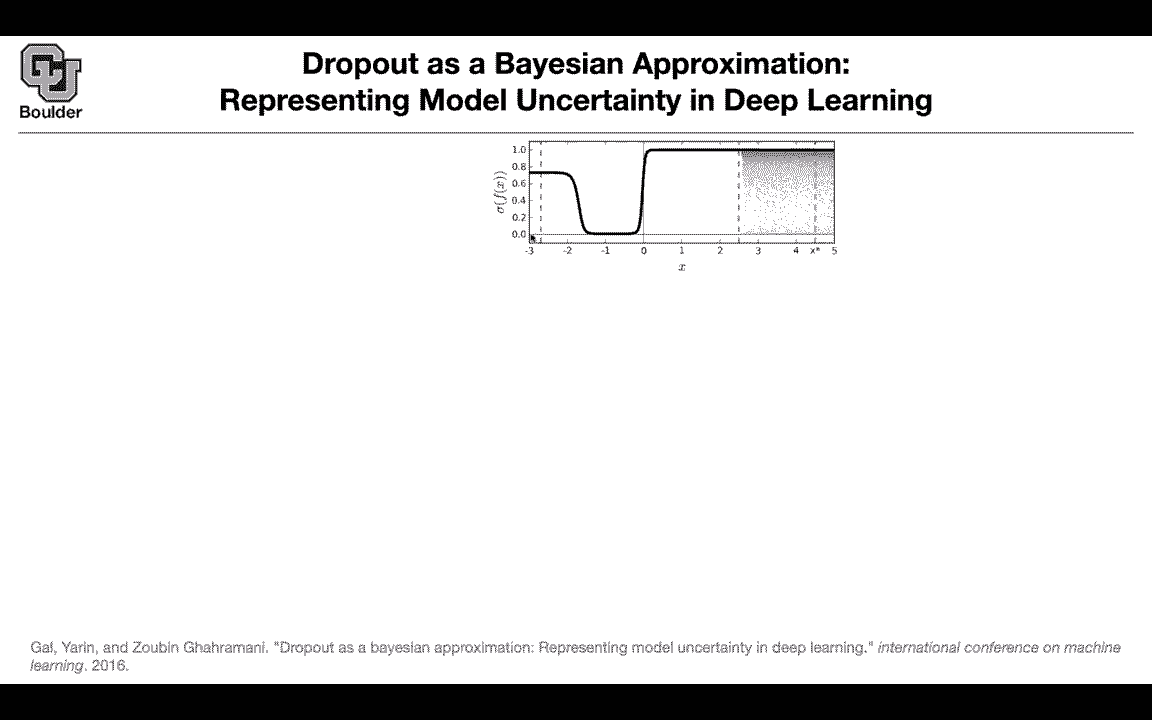 Boulder
Dropout as a Bayesian Approximation:
Representing Model Uncertainty in Deep Learning
1.0
0.8
0.6
0.4
0.2
0.0
σ(f(x))
-3 -2 -1 0 1 2 3 4 x* 5
x
Gal, Yarin, and Zoubin Ghahramani. "Dropout as a bayesian approximation: Representing model uncertainty in deep learning." international conference on machine
learning. 2016.